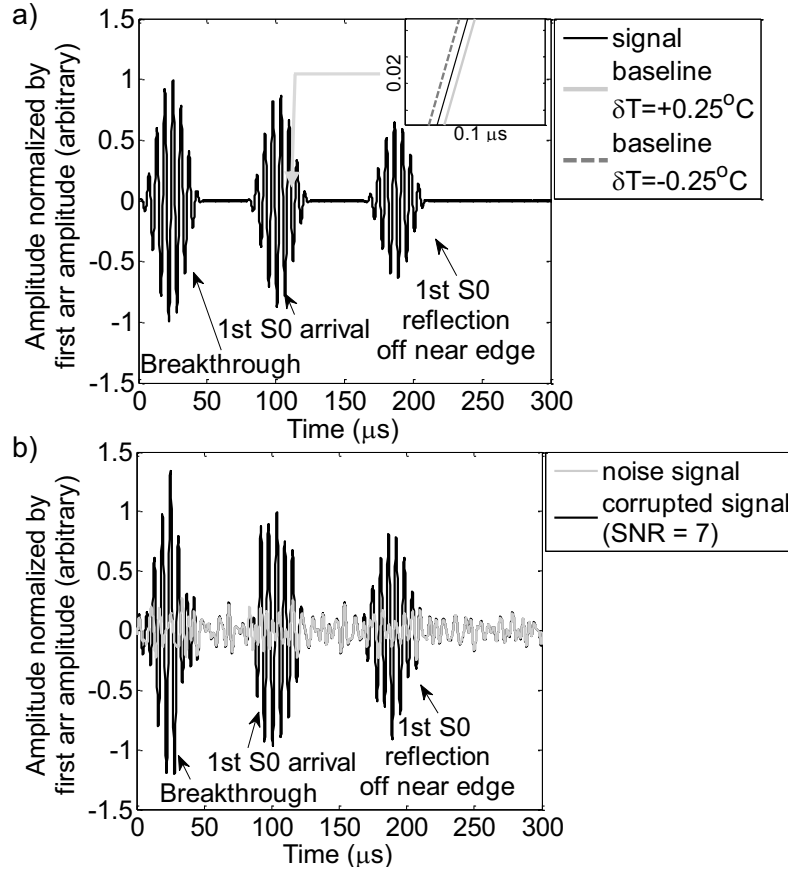 a)
1.5
1
0.5
0
-0.5
-1
-1.5
0
50
100
150
200
250
300
Amplitude normalized by
first arr amplitude (arbitrary)
Time (μs)
0.02
0.1 μs
signal
baseline
δT=+0.25°C
baseline
δT=-0.25°C
1st S0 arrival
Breakthrough
1st S0
reflection
off near edge
b)
1.5
1
0.5
0
-0.5
-1
-1.5
0
50
100
150
200
250
300
Amplitude normalized by
first arr amplitude (arbitrary)
Time (μs)
noise signal
corrupted signal
(SNR = 7)
1st S0 arrival
Breakthrough
1st S0
reflection
off near edge